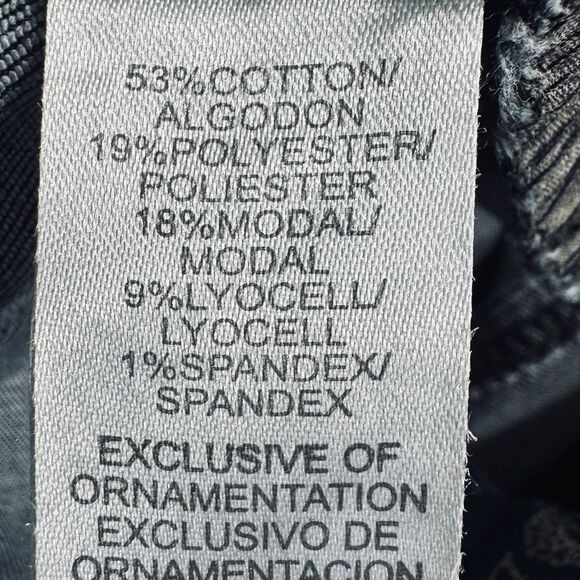 53%COTTON/
ALGODON
19%POLYESTER/
POLIESTER
18%MODAL/
MODAL
9%LYOCELL/
LYOCELL
1%SPANDEX/
SPANDEX
EXCLUSIVE OF
ORNAMENTATION
EXCLUSIVO DE
ORNAMENTACION